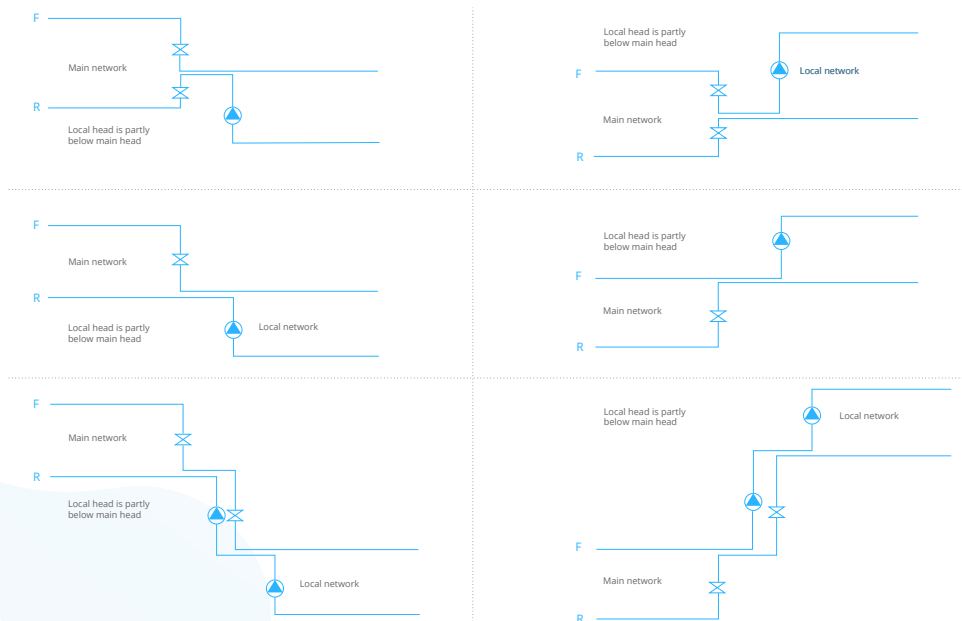 F
Main network
R
Local head is partly
below main head
Local head is partly
below main head
F
Local network
Main network
R
F
Main network
R
Local head is partly
below main head
Local network
Local head is partly
below main head
F
Main network
R
F
Main network
R
Local head is partly
below main head
Local network
Local head is partly
below main head
Local network
F
Main network
R